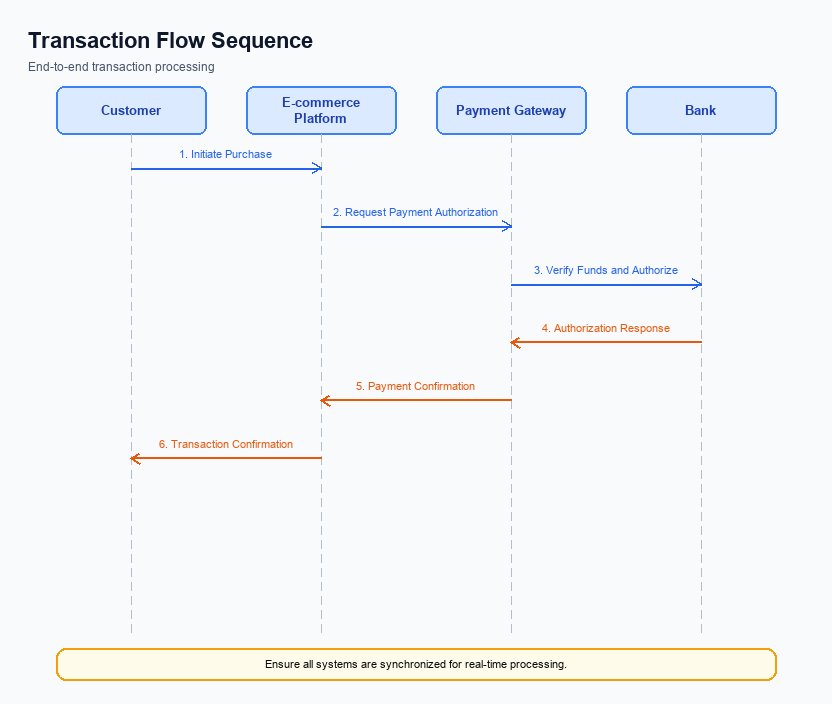 Transaction Flow Sequence
End-to-end transaction processing
Customer
E-commerce
Platform
Payment Gateway
Bank
1. Initiate Purchase
2. Request Payment Authorization
3. Verify Funds and Authorize
4. Authorization Response
5. Payment Confirmation
6. Transaction Confirmation
Ensure all systems are synchronized for real-time processing.